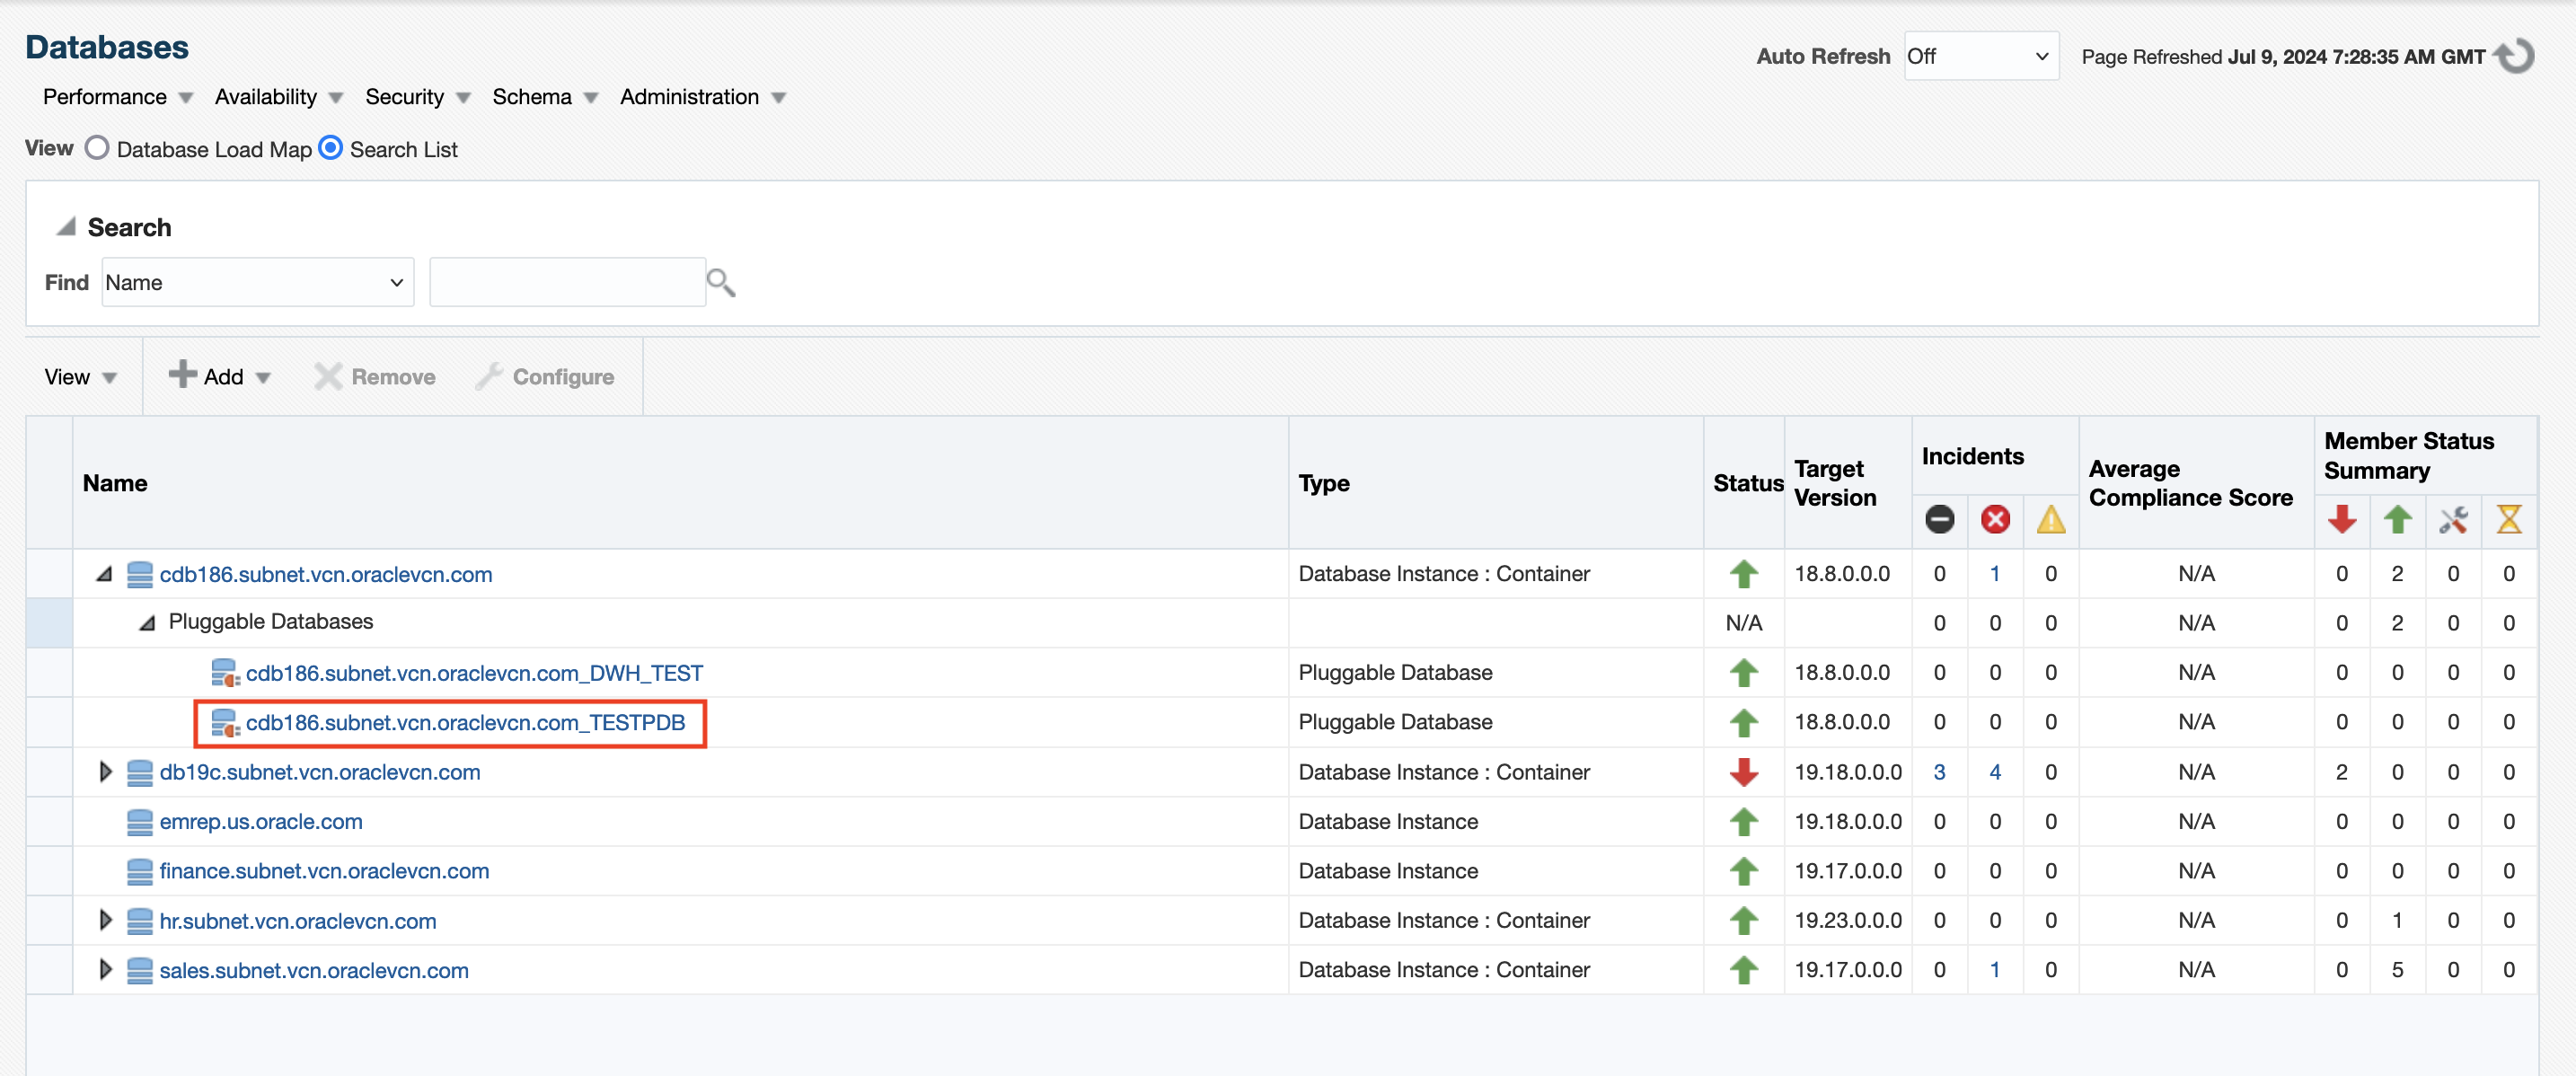 Databases
Auto Refresh Off Page Refreshed Jul 9, 2024 7:28:35 AM GMT
Performance Availability Security Schema Administration
View Database Load Map Search List
Search
Find Name
View Add Remove Configure
Name Type Status Target Version Incidents Average Compliance Score Member Status Summary
cdb186.subnet.vcn.oraclevcn.com Database Instance : Container 18.8.0.0.0 0 1 0 N/A 0 2 0 0
Pluggable Databases N/A 0 0 0 N/A 0 2 0 0
cdb186.subnet.vcn.oraclevcn.com_DWH_TEST Pluggable Database 18.8.0.0.0 0 0 0 N/A 0 0 0 0
cdb186.subnet.vcn.oraclevcn.com_TESTPDB Pluggable Database 18.8.0.0.0 0 0 0 N/A 0 0 0 0
db19c.subnet.vcn.oraclevcn.com Database Instance : Container 19.18.0.0.0 3 4 0 N/A 2 0 0 0
emrep.us.oracle.com Database Instance 19.18.0.0.0 0 0 0 N/A 0 0 0 0
finance.subnet.vcn.oraclevcn.com Database Instance 19.17.0.0.0 0 0 0 N/A 0 0 0 0
hr.subnet.vcn.oraclevcn.com Database Instance : Container 19.23.0.0.0 0 0 0 N/A 0 1 0 0
sales.subnet.vcn.oraclevcn.com Database Instance : Container 19.17.0.0.0 0 1 0 N/A 0 5 0 0